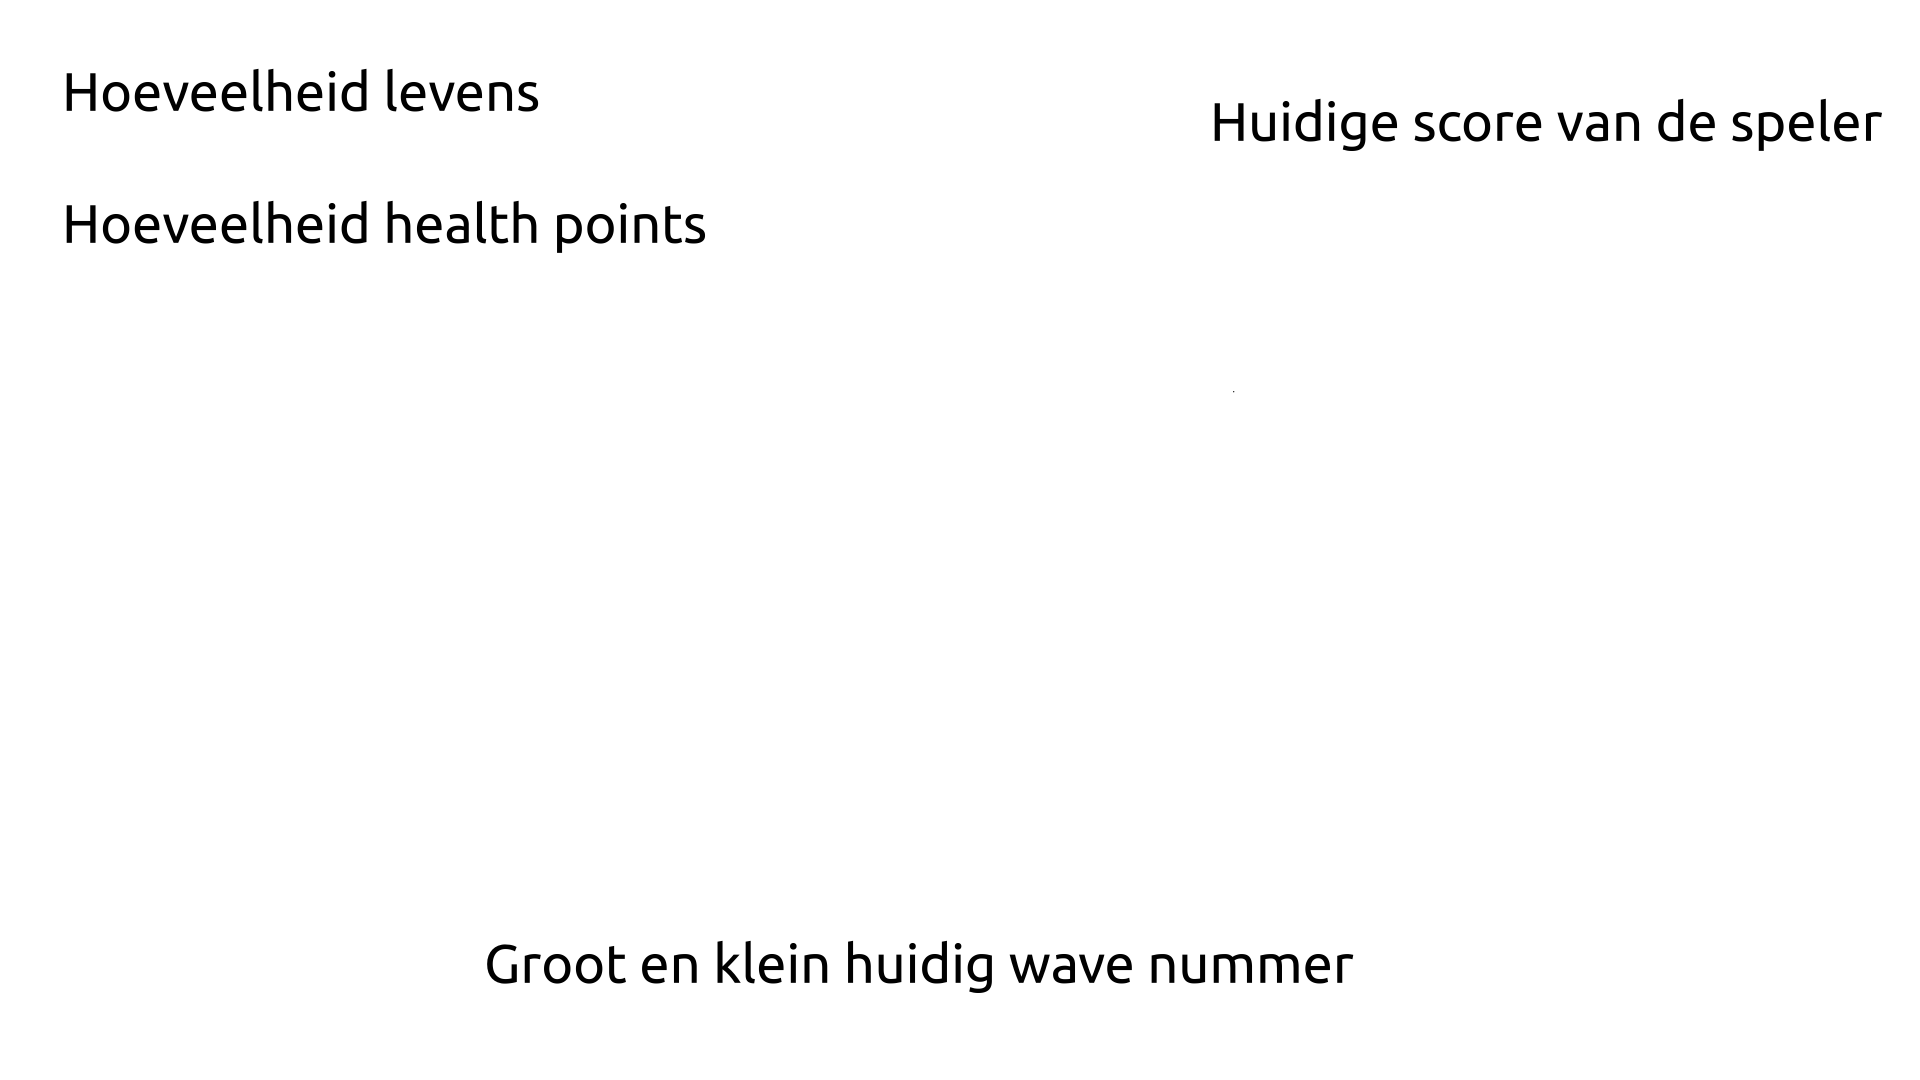 Hoeveelheid levens
Huidige score van de speler
Hoeveelheid health points
Groot en klein huidig wave nummer